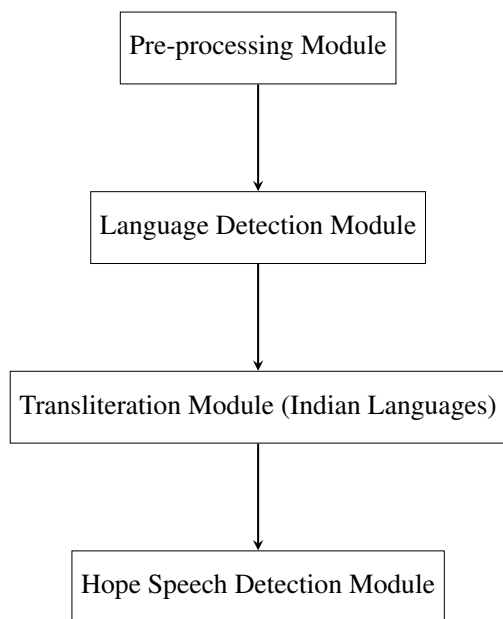 Pre-processing Module
Language Detection Module
Transliteration Module (Indian Languages)
Hope Speech Detection Module